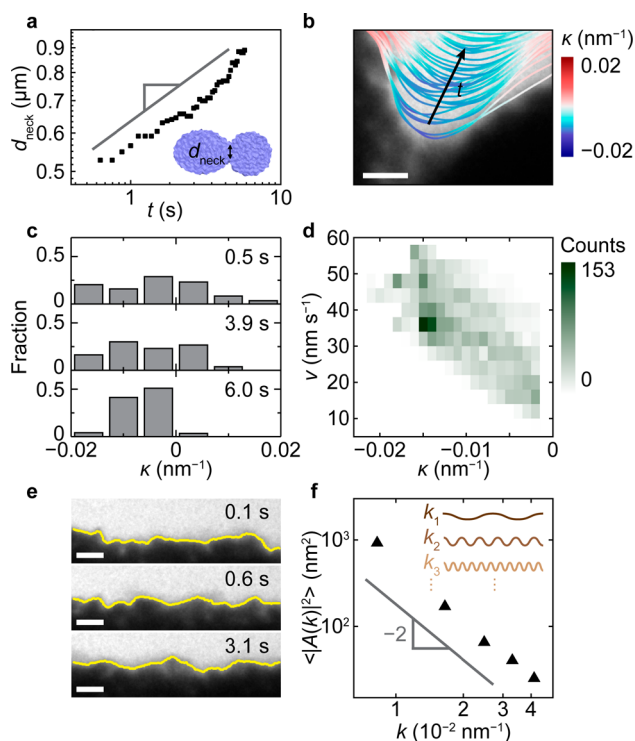 a
d_neck (μm)
0.9
0.8
0.7
0.6
0.5
d_neck
1
10
t (s)
b
t
κ (nm⁻¹)
0.02
−0.02
c
Fraction
0.5
0
0.5 s
0.5
0
3.9 s
0.5
0
6.0 s
−0.02
0
0.02
κ (nm⁻¹)
d
v (nm s⁻¹)
60
50
40
30
20
10
−0.02
−0.01
0
κ (nm⁻¹)
Counts
153
0
e
0.1 s
0.6 s
3.1 s
f
<|A(k)|²> (nm²)
10³
10²
k₁
k₂
k₃
−2
1
2
3
4
k (10⁻² nm⁻¹)